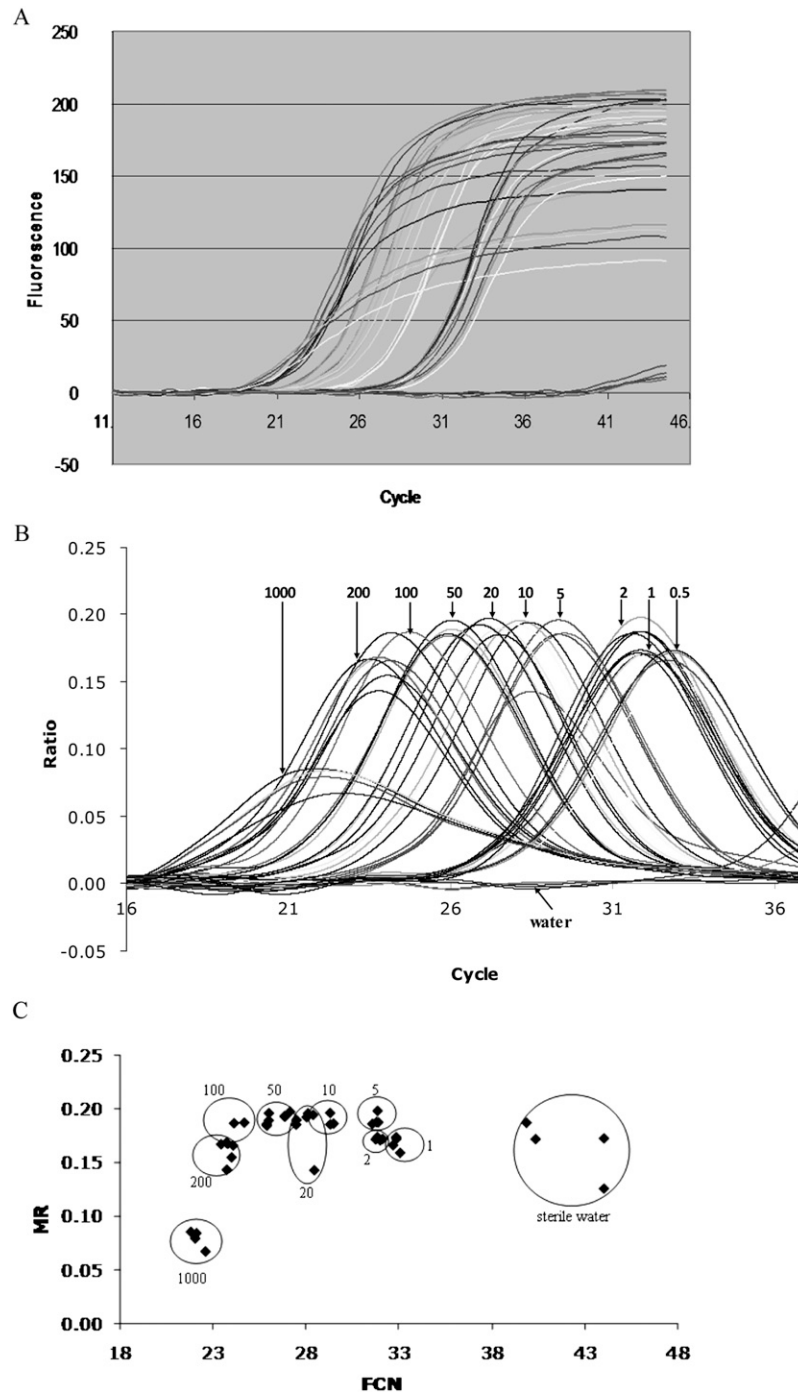 A
250
200
150
100
50
0
-50
Fluorescence
11. 16 21 26 31 36 41 46.
Cycle
B
0.25
0.20
0.15
0.10
0.05
0.00
-0.05
Ratio
1000 200 100 50 20 10 5 2 1 0.5
water
16 21 26 31 36
Cycle
C
0.25
0.20
0.15
0.10
0.05
0.00
MR
100 50 10 5
200 20 2 1
1000
sterile water
18 23 28 33 38 43 48
FCN